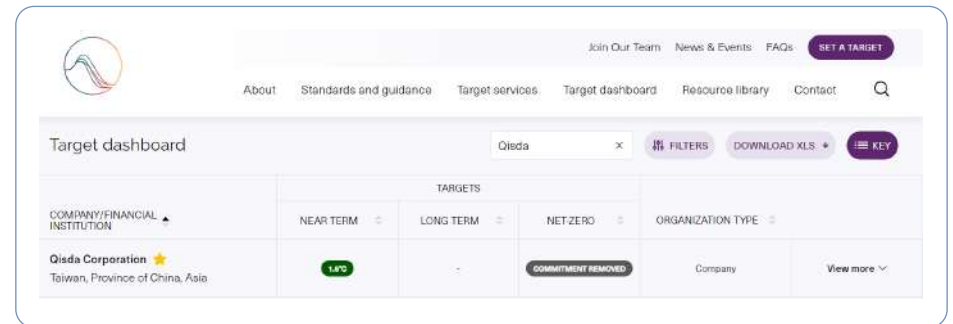 Join Our Team News & Events FAQs SET A TARGET
About Standards and guidance Target services Target dashboard Resource library Contact
Target dashboard Qisda × FILTERS DOWNLOAD XLS KEY
TARGETS
COMPANY/FINANCIAL INSTITUTION NEAR TERM LONG TERM NET-ZERO ORGANIZATION TYPE
Qisda Corporation 1.5°C - COMMITMENT REMOVED Company View more
Taiwan, Province of China, Asia